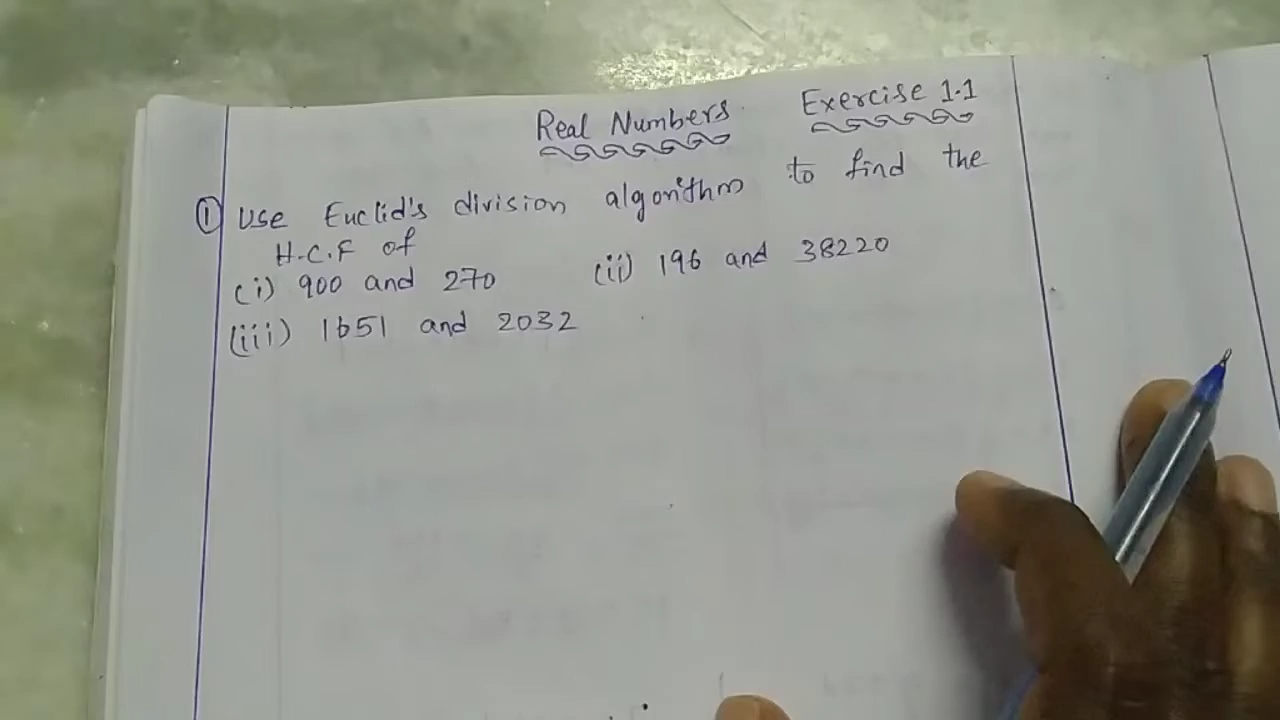 Real Numbers Exercise 1.1
① Use Euclid's division algorithm to find the
H.C.F of
(i) 900 and 270 (ii) 196 and 38220
(iii) 1651 and 2032